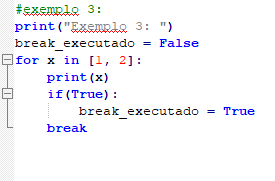 #exemplo 3:
print("Exemplo 3: ")
break_executado = False
for x in [1, 2]:
    print(x)
    if(True):
        break_executado = True
    break